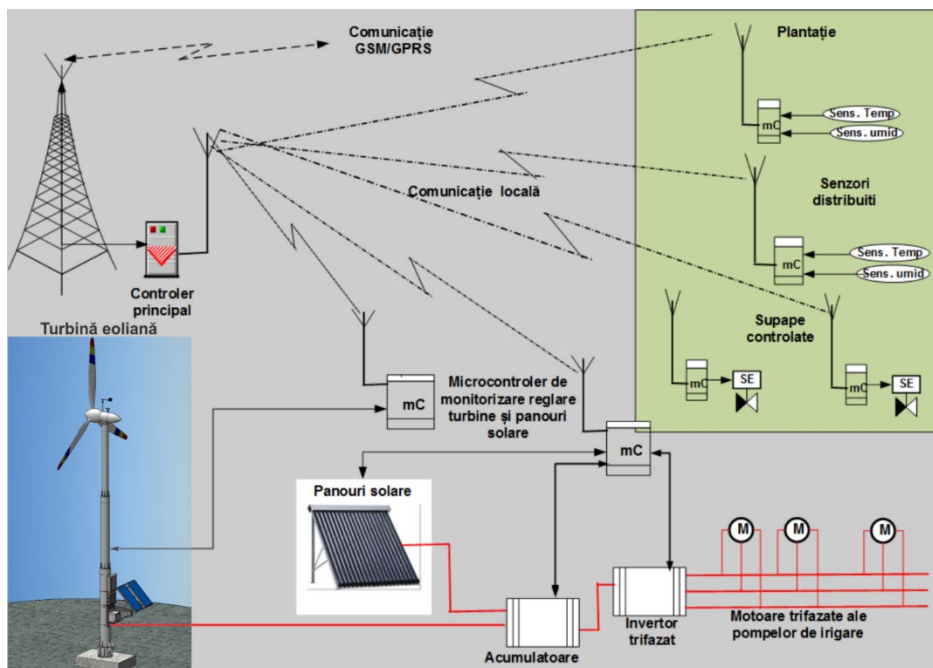 Comunicație
GSM/GPRS
Plantație
mC
Sens. Temp
Sens. umid
Comunicație locală
Senzori
distribuiti
mC
Sens. Temp
Sens. umid
Controler
principal
Turbină eoliană
Supape
controlate
mC
SE
mC
SE
mC
Microcontroler de
monitorizare reglare
turbine și panouri
solare
mC
Panouri solare
M
M
M
Acumulatoare
Invertor
trifazat
Motoare trifazate ale
pompelor de irigare